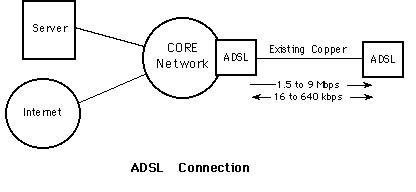 Server
CORE
Network
ADSL
Existing Copper
ADSL
1.5 to 9 Mbps
16 to 640 kbps
Internet
ADSL Connection